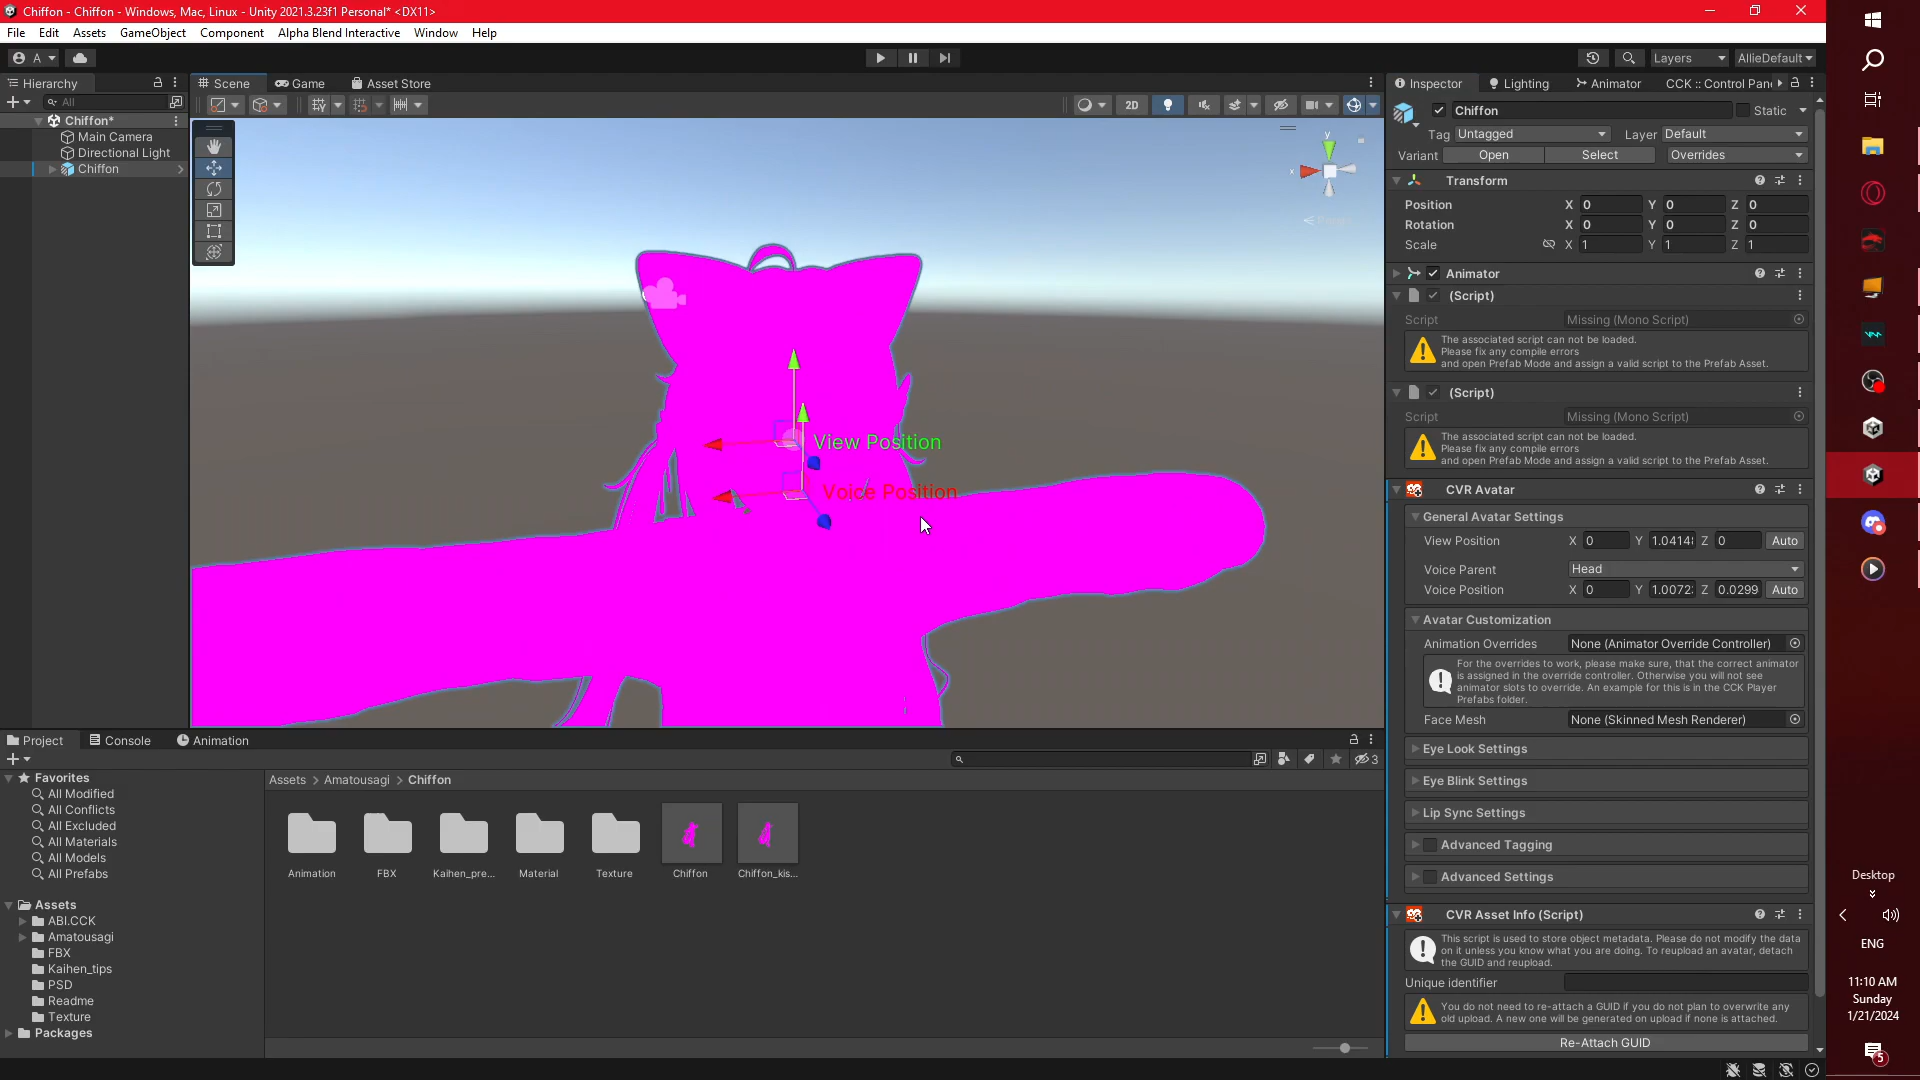 Chiffon - Chiffon - Windows, Mac, Linux - Unity 2021.3.23f1 Personal* <DX11>
File Edit Assets GameObject Component Alpha Blend Interactive Window Help
A
Layers
AllieDefault
Hierarchy
All
Chiffon*
Main Camera
Directional Light
Chiffon
Scene
Game
Asset Store
2D
y
x
View Position
Voice Position
Project
Console
Animation
3
Favorites
All Modified
All Conflicts
All Excluded
All Materials
All Models
All Prefabs
Assets
ABI.CCK
Amatousagi
FBX
Kaihen_tips
PSD
Readme
Texture
Packages
Assets > Amatousagi > Chiffon
Animation
FBX
Kaihen_pre...
Material
Texture
Chiffon
Chiffon_kis...
Inspector
Lighting
Animator
CCK :: Control Pan
Chiffon
Static
Tag Untagged Layer Default
Variant Open Select Overrides
Transform
Position X 0 Y 0 Z 0
Rotation X 0 Y 0 Z 0
Scale X 1 Y 1 Z 1
Animator
(Script)
Script Missing (Mono Script)
The associated script can not be loaded.
Please fix any compile errors
and open Prefab Mode and assign a valid script to the Prefab Asset.
(Script)
Script Missing (Mono Script)
The associated script can not be loaded.
Please fix any compile errors
and open Prefab Mode and assign a valid script to the Prefab Asset.
CVR Avatar
General Avatar Settings
View Position X 0 Y 1.0414 Z 0 Auto
Voice Parent Head
Voice Position X 0 Y 1.0072 Z 0.0299 Auto
Avatar Customization
Animation Overrides None (Animator Override Controller)
For the overrides to work, please make sure, that the correct animator
is assigned in the override controller. Otherwise you will not see
animator slots to override. An example for this is in the CCK Player
Prefabs folder.
Face Mesh None (Skinned Mesh Renderer)
Eye Look Settings
Eye Blink Settings
Lip Sync Settings
Advanced Tagging
Advanced Settings
CVR Asset Info (Script)
This script is used to store object metadata. Please do not modify the data
on it unless you know what you are doing. To reupload an avatar, detach
the GUID and reupload.
Unique identifier
You do not need to re-attach a GUID if you do not plan to overwrite any
old upload. A new one will be generated on upload if none is attached.
Re-Attach GUID
Desktop
ENG
11:10 AM
Sunday
1/21/2024
5